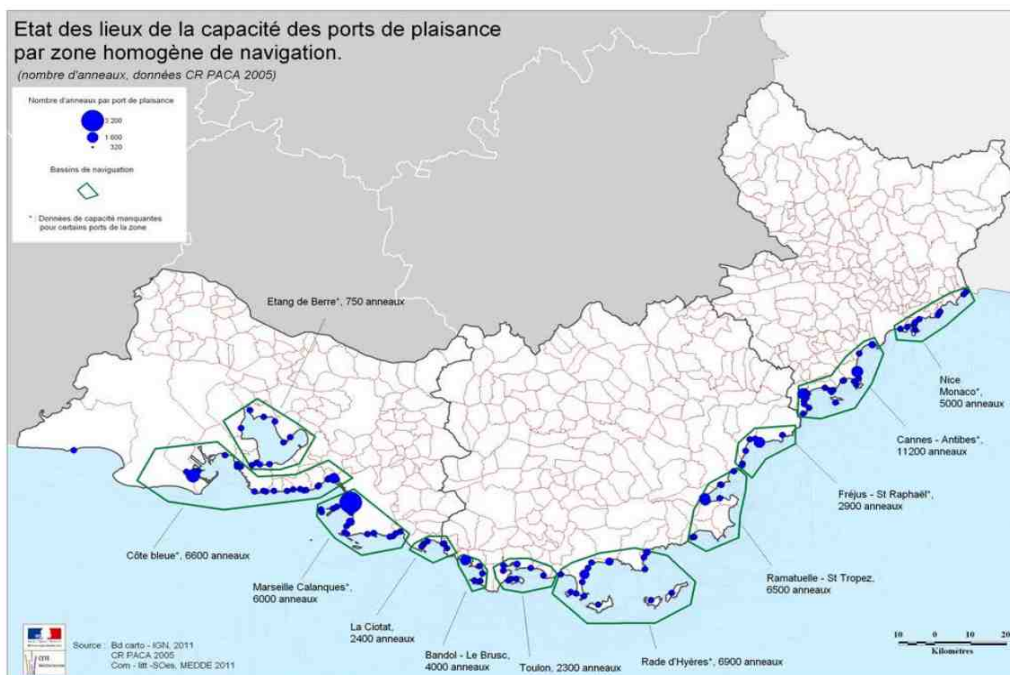 Etat des lieux de la capacité des ports de plaisance
par zone homogène de navigation.
(nombre d'anneaux, données CR PACA 2005)
Nombre d'anneaux par port de plaisance
3 200
1 600
320
Bassins de navigation
* : Données de capacité manquantes
pour certains ports de la zone
Etang de Berre*, 750 anneaux
Nice
Monaco*,
5000 anneaux
Cannes - Antibes*,
11200 anneaux
Fréjus - St Raphaël*,
2900 anneaux
Ramatuelle - St Tropez,
6500 anneaux
Côte bleue*, 6600 anneaux
Marseille Calanques*,
6000 anneaux
La Ciotat,
2400 anneaux
Bandol - Le Brusc,
4000 anneaux
Toulon, 2300 anneaux
Rade d'Hyères*, 6900 anneaux
Source : Bd carto - IGN, 2011
CR PACA 2005
Com - litt -SOes, MEDDE 2011
10 0 10 20
Kilomètres